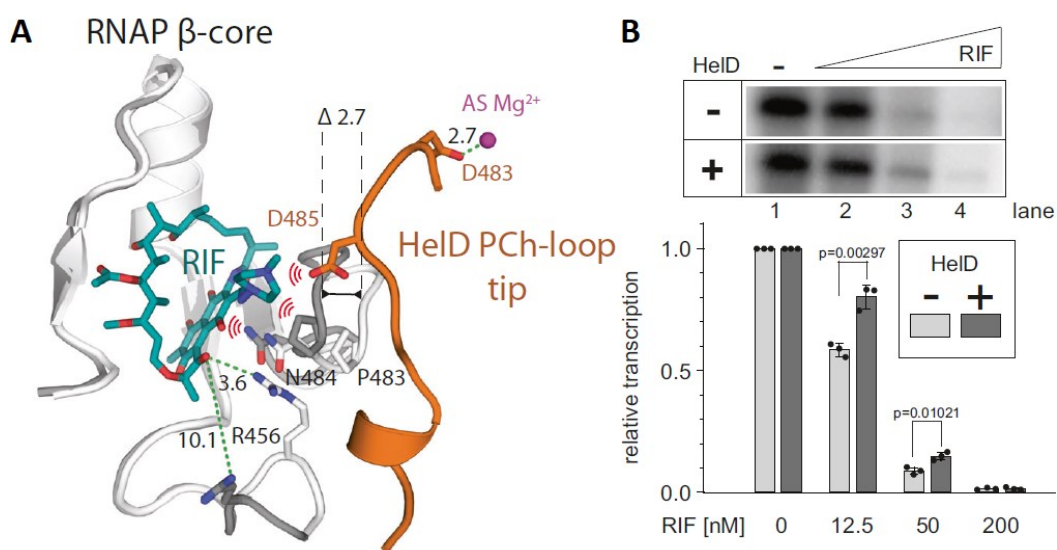 A
RNAP β-core
AS Mg²⁺
Δ 2.7
2.7
D483
D485
RIF
HelD PCh-loop
tip
N484
P483
3.6
10.1
R456
B
HelD
-
RIF
-
+
1 2 3 4 lane
relative transcription
1.0
0.5
0.0
p=0.00297
p=0.01021
HelD
- +
RIF [nM] 0 12.5 50 200